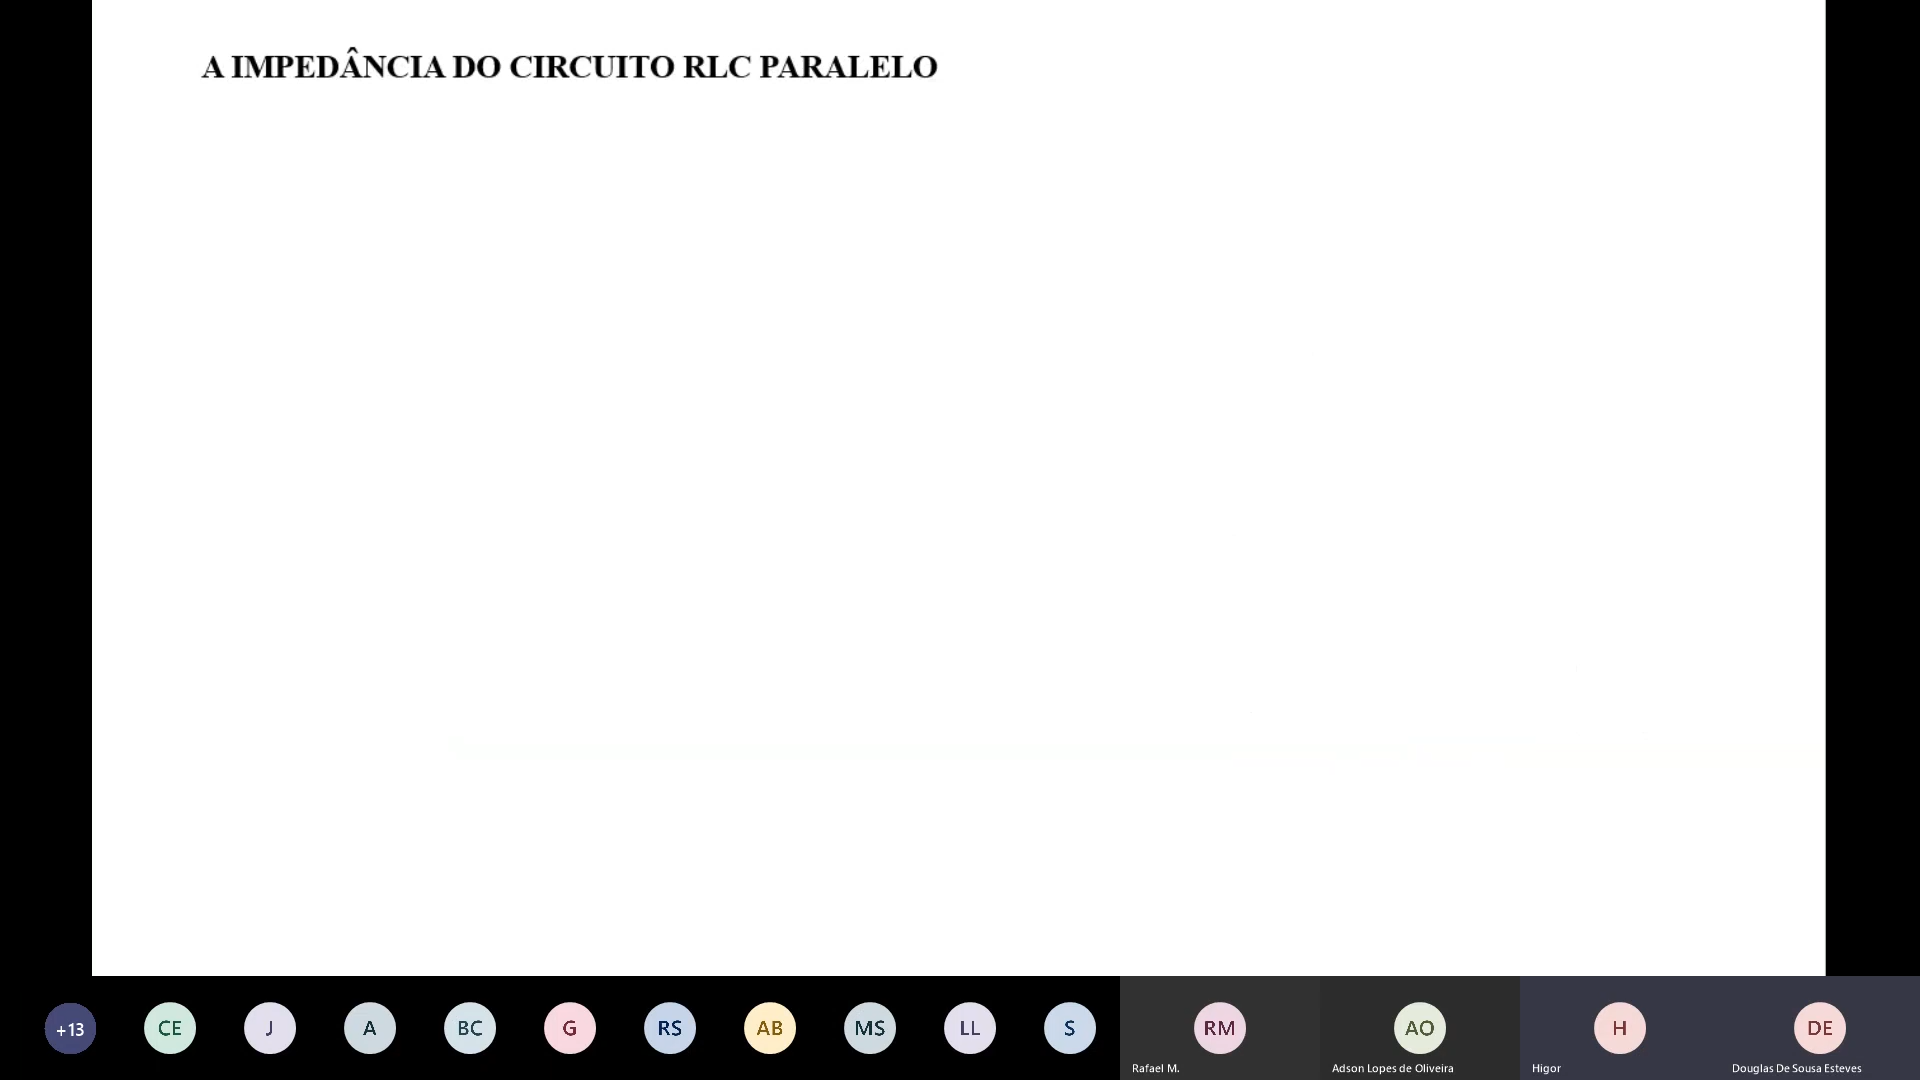 A IMPEDÂNCIA DO CIRCUITO RLC PARALELO
+13
CE
J
A
BC
G
RS
AB
MS
LL
S
RM
AO
H
DE
Rafael M.
Adson Lopes de Oliveira
Higor
Douglas De Sousa Esteves